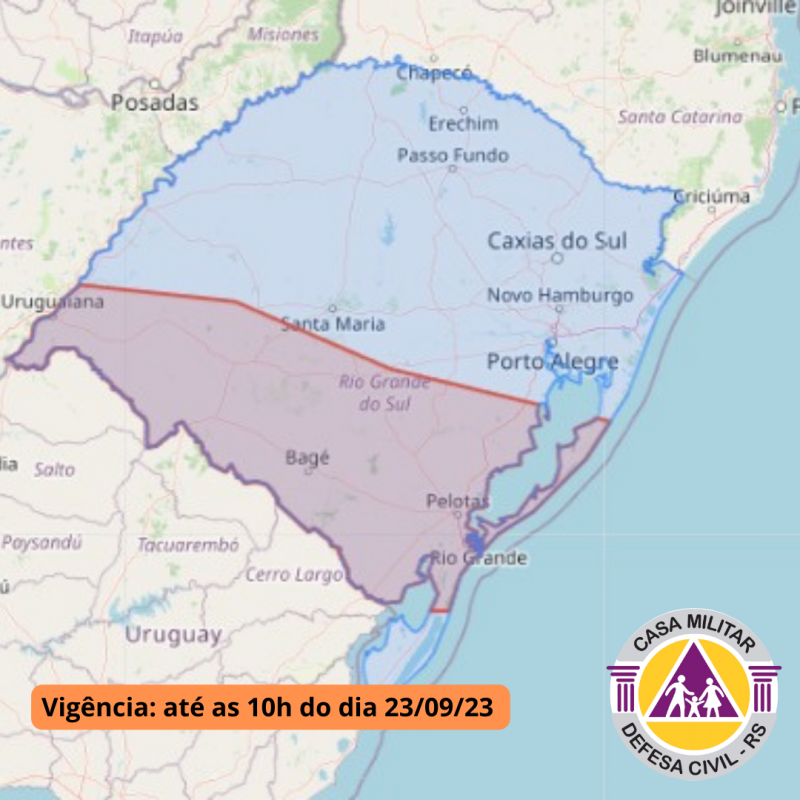 Joinville
Itapúa
Misiones
Blumenau
Chapecó
Posadas
F
Erechim
Santa Catarina
Passo Fundo
Criciúma
ntes
Caxias do Sul
Uruguaiana
Novo Hamburgo
Santa Maria
Porto Alegre
Rio Grande
do Sul
Bagé
lia
Salto
Pelotas
Paysandú
Tacuarembó
Rio Grande
Cerro Largo
ú
Uruguay
CASA MILITAR
DEFESA CIVIL - RS
Vigência: até as 10h do dia 23/09/23